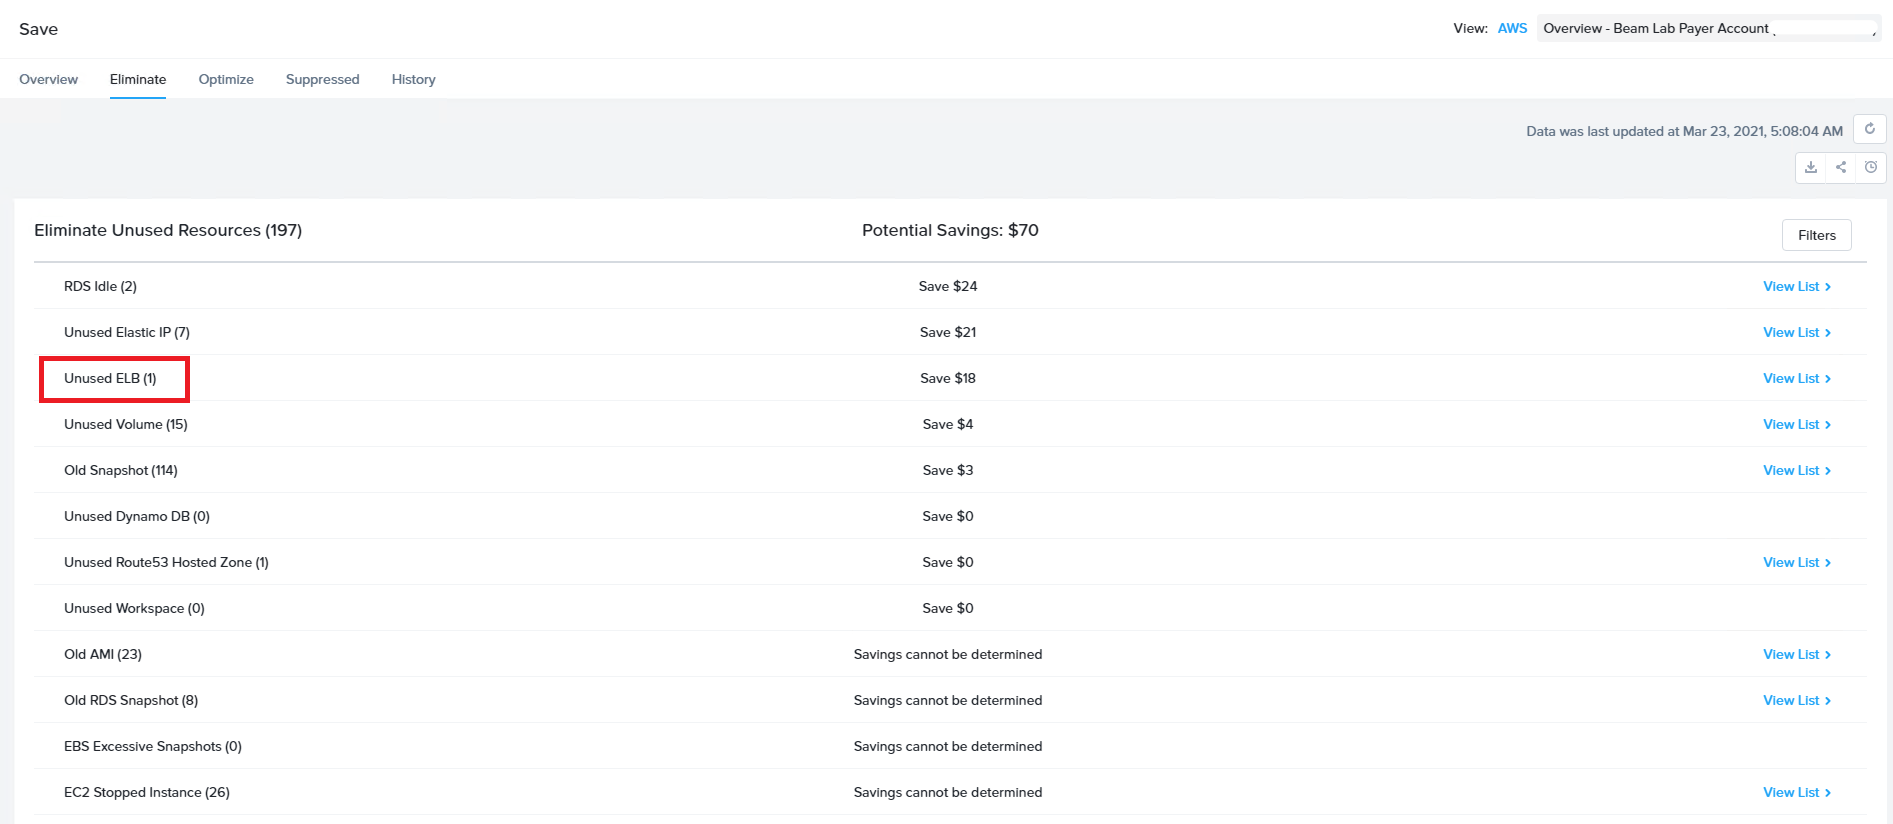 Save
View: AWS Overview - Beam Lab Payer Account
Overview Eliminate Optimize Suppressed History
Data was last updated at Mar 23, 2021, 5:08:04 AM
Eliminate Unused Resources (197) Potential Savings: $70 Filters
RDS Idle (2) Save $24 View List
Unused Elastic IP (7) Save $21 View List
Unused ELB (1) Save $18 View List
Unused Volume (15) Save $4 View List
Old Snapshot (114) Save $3 View List
Unused Dynamo DB (0) Save $0
Unused Route53 Hosted Zone (1) Save $0 View List
Unused Workspace (0) Save $0
Old AMI (23) Savings cannot be determined View List
Old RDS Snapshot (8) Savings cannot be determined View List
EBS Excessive Snapshots (0) Savings cannot be determined
EC2 Stopped Instance (26) Savings cannot be determined View List